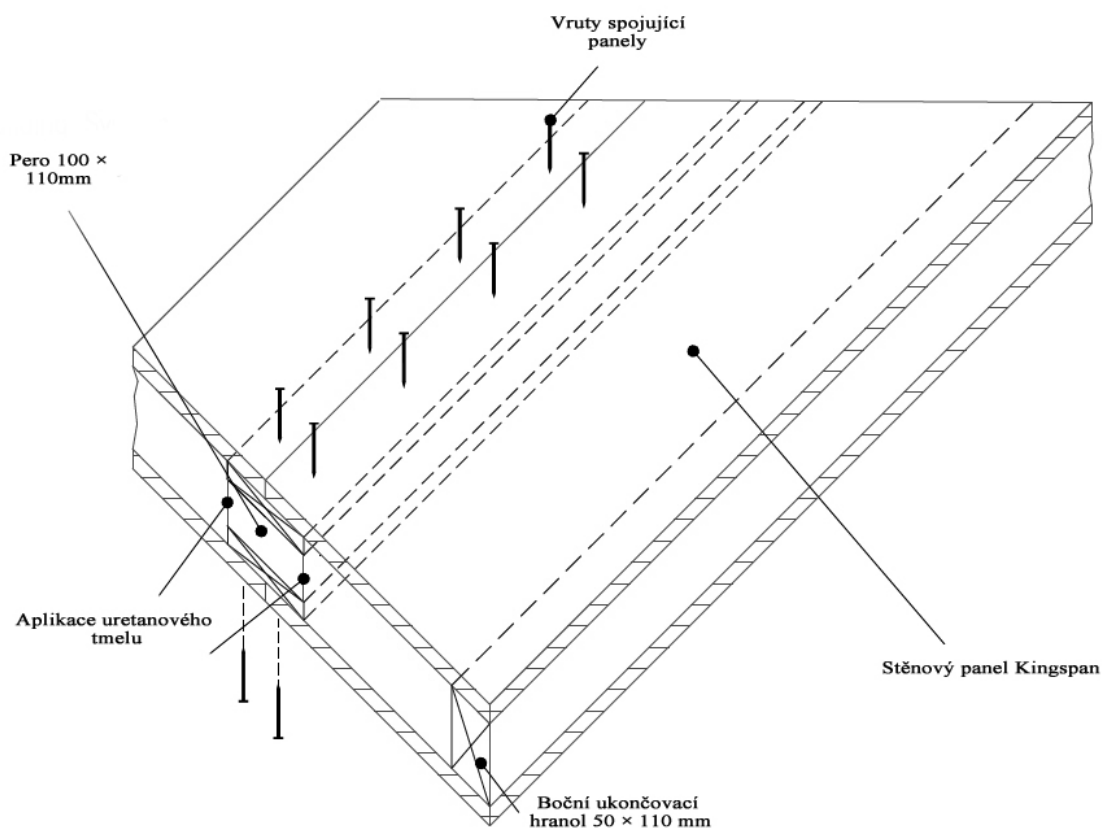 Vruty spojující
panely
Pero 100 ×
110mm
Aplikace uretanového
tmelu
Stěnový panel Kingspan
Boční ukončovací
hranol 50 × 110 mm